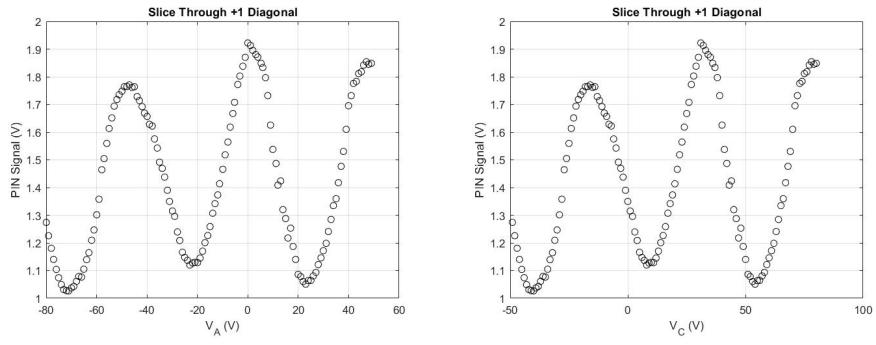 Slice Through +1 Diagonal
2
1.9
1.8
1.7
1.6
1.5
1.4
1.3
1.2
1.1
1
PIN Signal (V)
-80 -60 -40 -20 0 20 40 60
V_A (V)
Slice Through +1 Diagonal
2
1.9
1.8
1.7
1.6
1.5
1.4
1.3
1.2
1.1
1
PIN Signal (V)
-50 0 50 100
V_C (V)